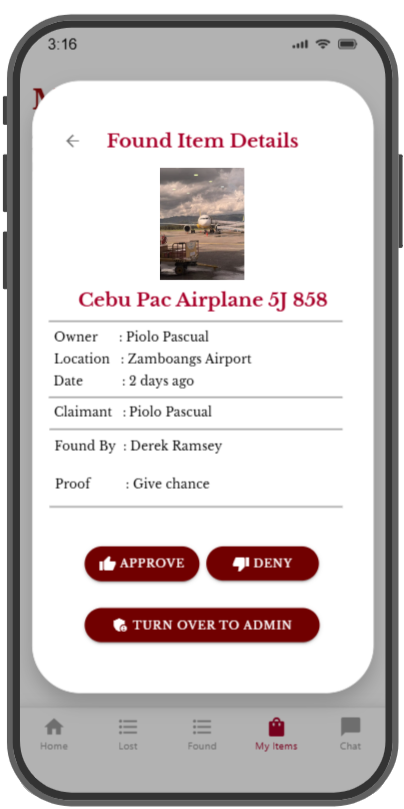 3:16
M
Found Item Details
Cebu Pac Airplane 5J 858
Owner : Piolo Pascual
Location : Zamboangs Airport
Date : 2 days ago
Claimant : Piolo Pascual
Found By : Derek Ramsey
Proof : Give chance
APPROVE DENY
TURN OVER TO ADMIN
Home Lost Found My Items Chat